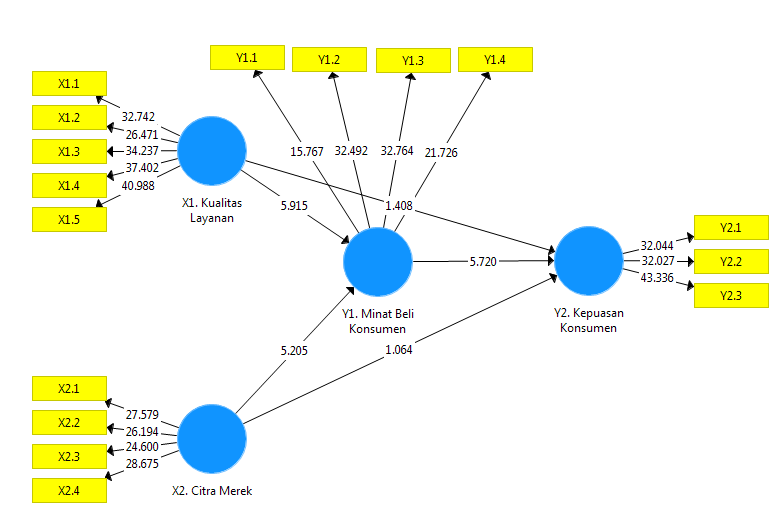 Y1.1
Y1.2
Y1.3
Y1.4
X1.1
X1.2
X1.3
X1.4
X1.5
32.742
26.471
34.237
37.402
40.988
X1. Kualitas
Layanan
15.767
32.492
32.764
21.726
5.915
1.408
5.720
Y1. Minat Beli
Konsumen
Y2.1
Y2.2
Y2.3
32.044
32.027
43.336
Y2. Kepuasan
Konsumen
5.205
1.064
X2.1
X2.2
X2.3
X2.4
27.579
26.194
24.600
28.675
X2. Citra Merek